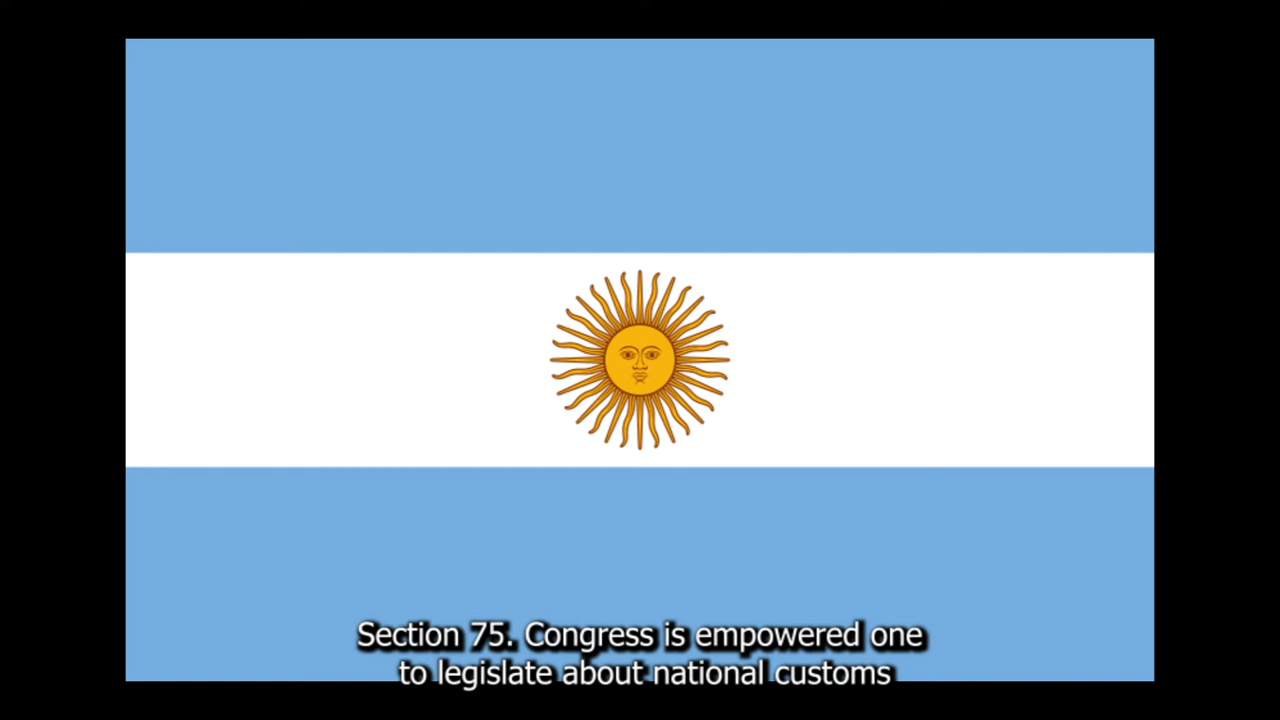 Section 75. Congress is empowered one
to legislate about national customs